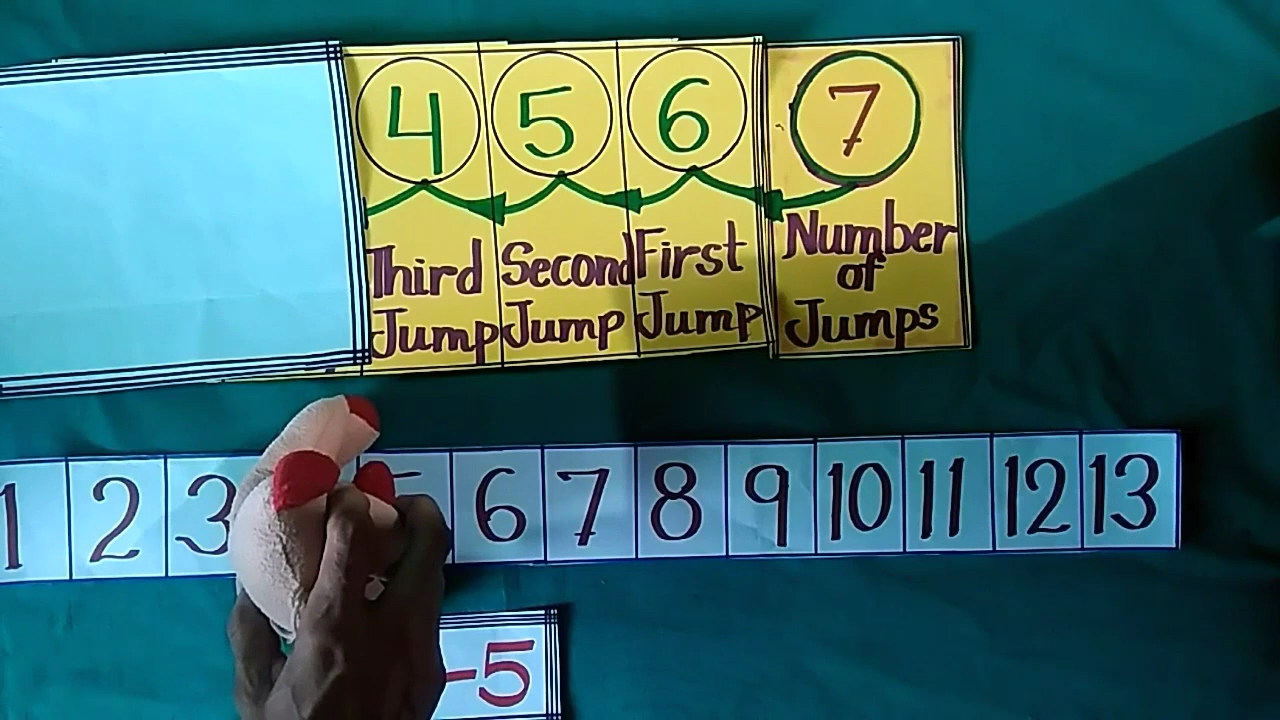 4 5 6 7
Third Second First Number
of
Jump Jump Jump Jumps
1 2 3 6 7 8 9 10 11 12 13
-5